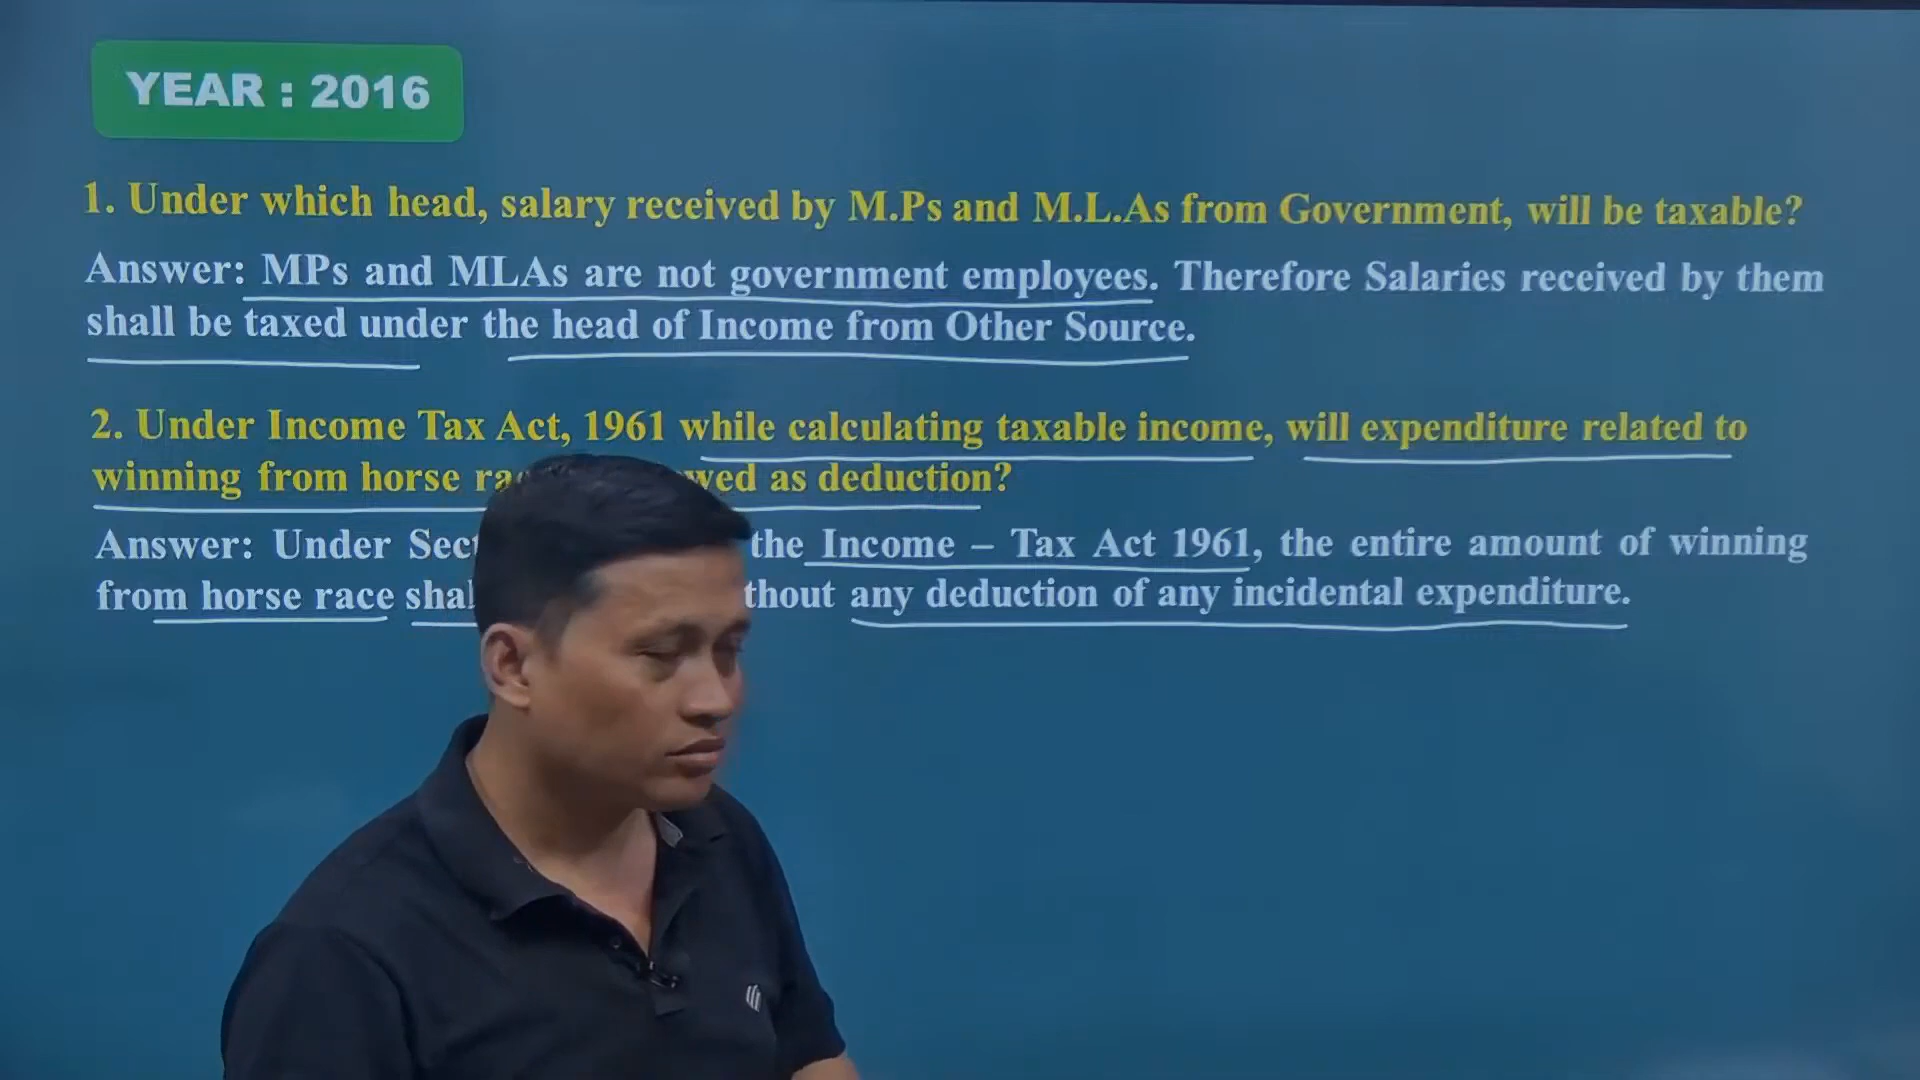 YEAR : 2016
1. Under which head, salary received by M.Ps and M.L.As from Government, will be taxable?
Answer: MPs and MLAs are not government employees. Therefore Salaries received by them
shall be taxed under the head of Income from Other Source.
2. Under Income Tax Act, 1961 while calculating taxable income, will expenditure related to
winning from horse as deduction?
Answer: Under the Income – Tax Act 1961, the entire amount of winning
from horse race any deduction of any incidental expenditure.